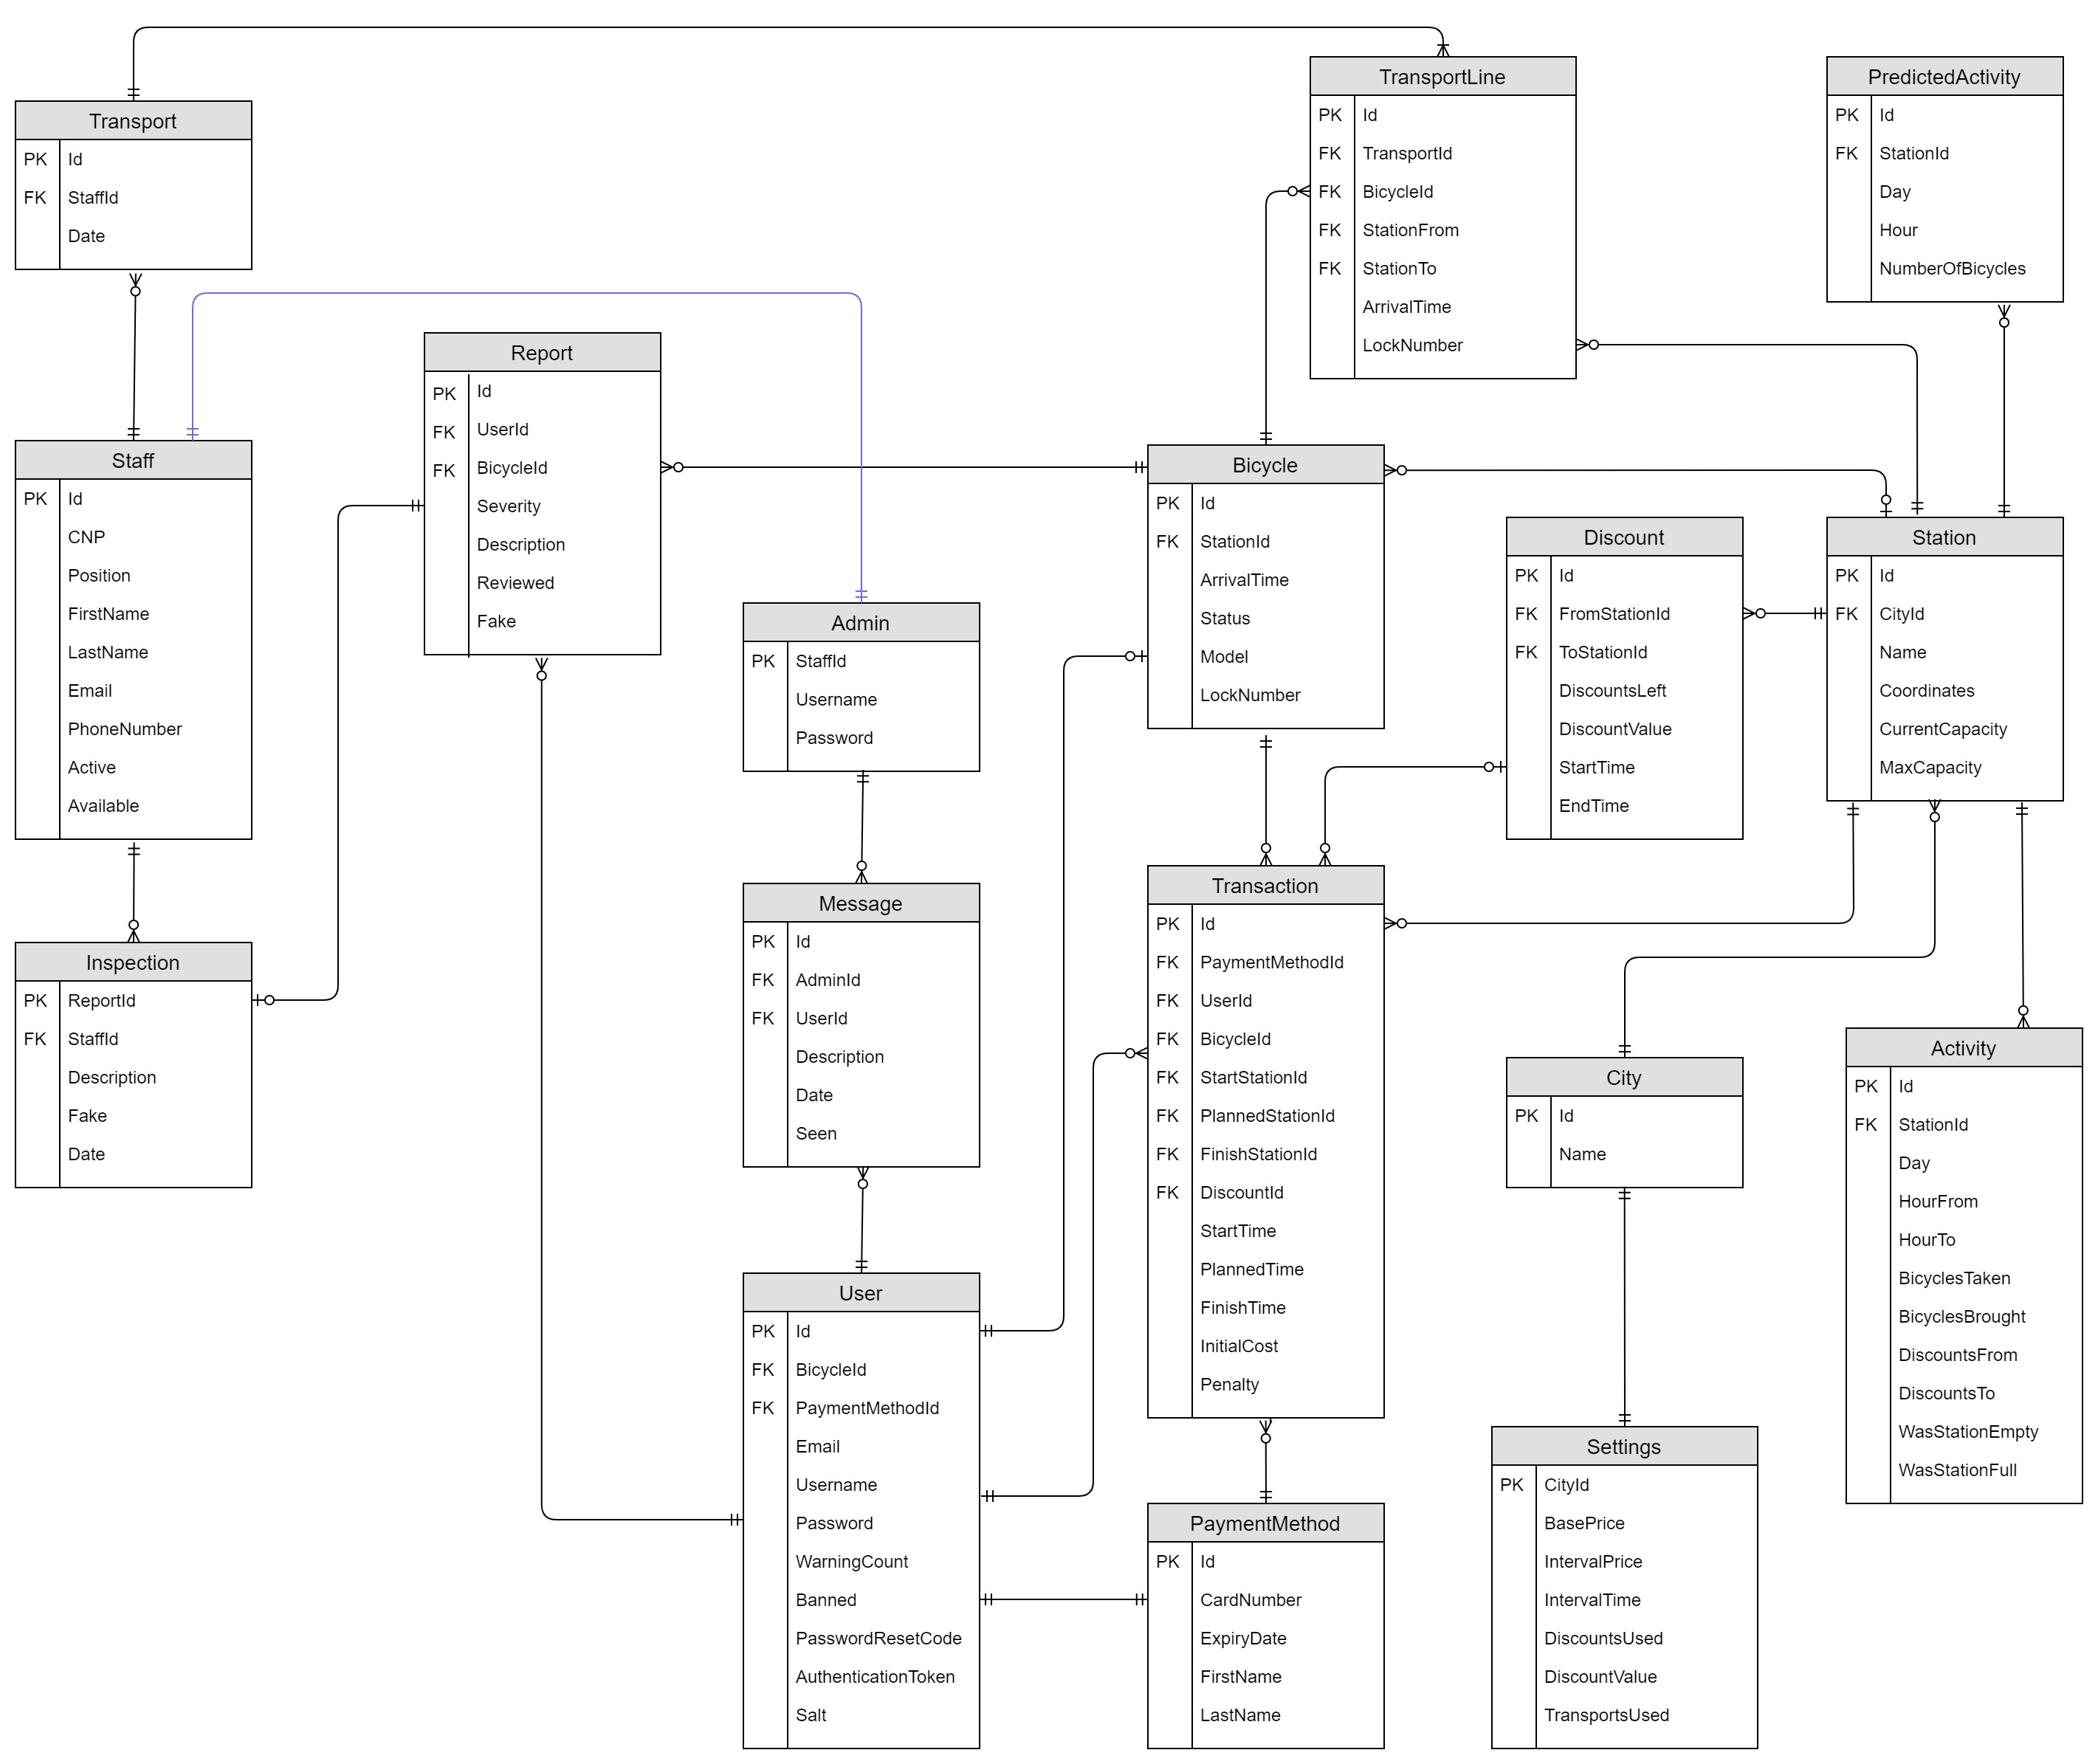 Transport
PK Id
FK StaffId
Date
TransportLine
PK Id
FK TransportId
FK BicycleId
FK StationFrom
FK StationTo
ArrivalTime
LockNumber
PredictedActivity
PK Id
FK StationId
Day
Hour
NumberOfBicycles
Report
PK Id
FK UserId
FK BicycleId
Severity
Description
Reviewed
Fake
Staff
PK Id
CNP
Position
FirstName
LastName
Email
PhoneNumber
Active
Available
Bicycle
PK Id
FK StationId
ArrivalTime
Status
Model
LockNumber
Discount
PK Id
FK FromStationId
FK ToStationId
DiscountsLeft
DiscountValue
StartTime
EndTime
Station
PK Id
FK CityId
Name
Coordinates
CurrentCapacity
MaxCapacity
Admin
PK StaffId
Username
Password
Message
PK Id
FK AdminId
FK UserId
Description
Date
Seen
Transaction
PK Id
FK PaymentMethodId
FK UserId
FK BicycleId
FK StartStationId
FK PlannedStationId
FK FinishStationId
FK DiscountId
StartTime
PlannedTime
FinishTime
InitialCost
Penalty
Inspection
PK ReportId
FK StaffId
Description
Fake
Date
City
PK Id
Name
Activity
PK Id
FK StationId
Day
HourFrom
HourTo
BicyclesTaken
BicyclesBrought
DiscountsFrom
DiscountsTo
WasStationEmpty
WasStationFull
User
PK Id
FK BicycleId
FK PaymentMethodId
Email
Username
Password
WarningCount
Banned
PasswordResetCode
AuthenticationToken
Salt
PaymentMethod
PK Id
CardNumber
ExpiryDate
FirstName
LastName
Settings
PK CityId
BasePrice
IntervalPrice
IntervalTime
DiscountsUsed
DiscountValue
TransportsUsed